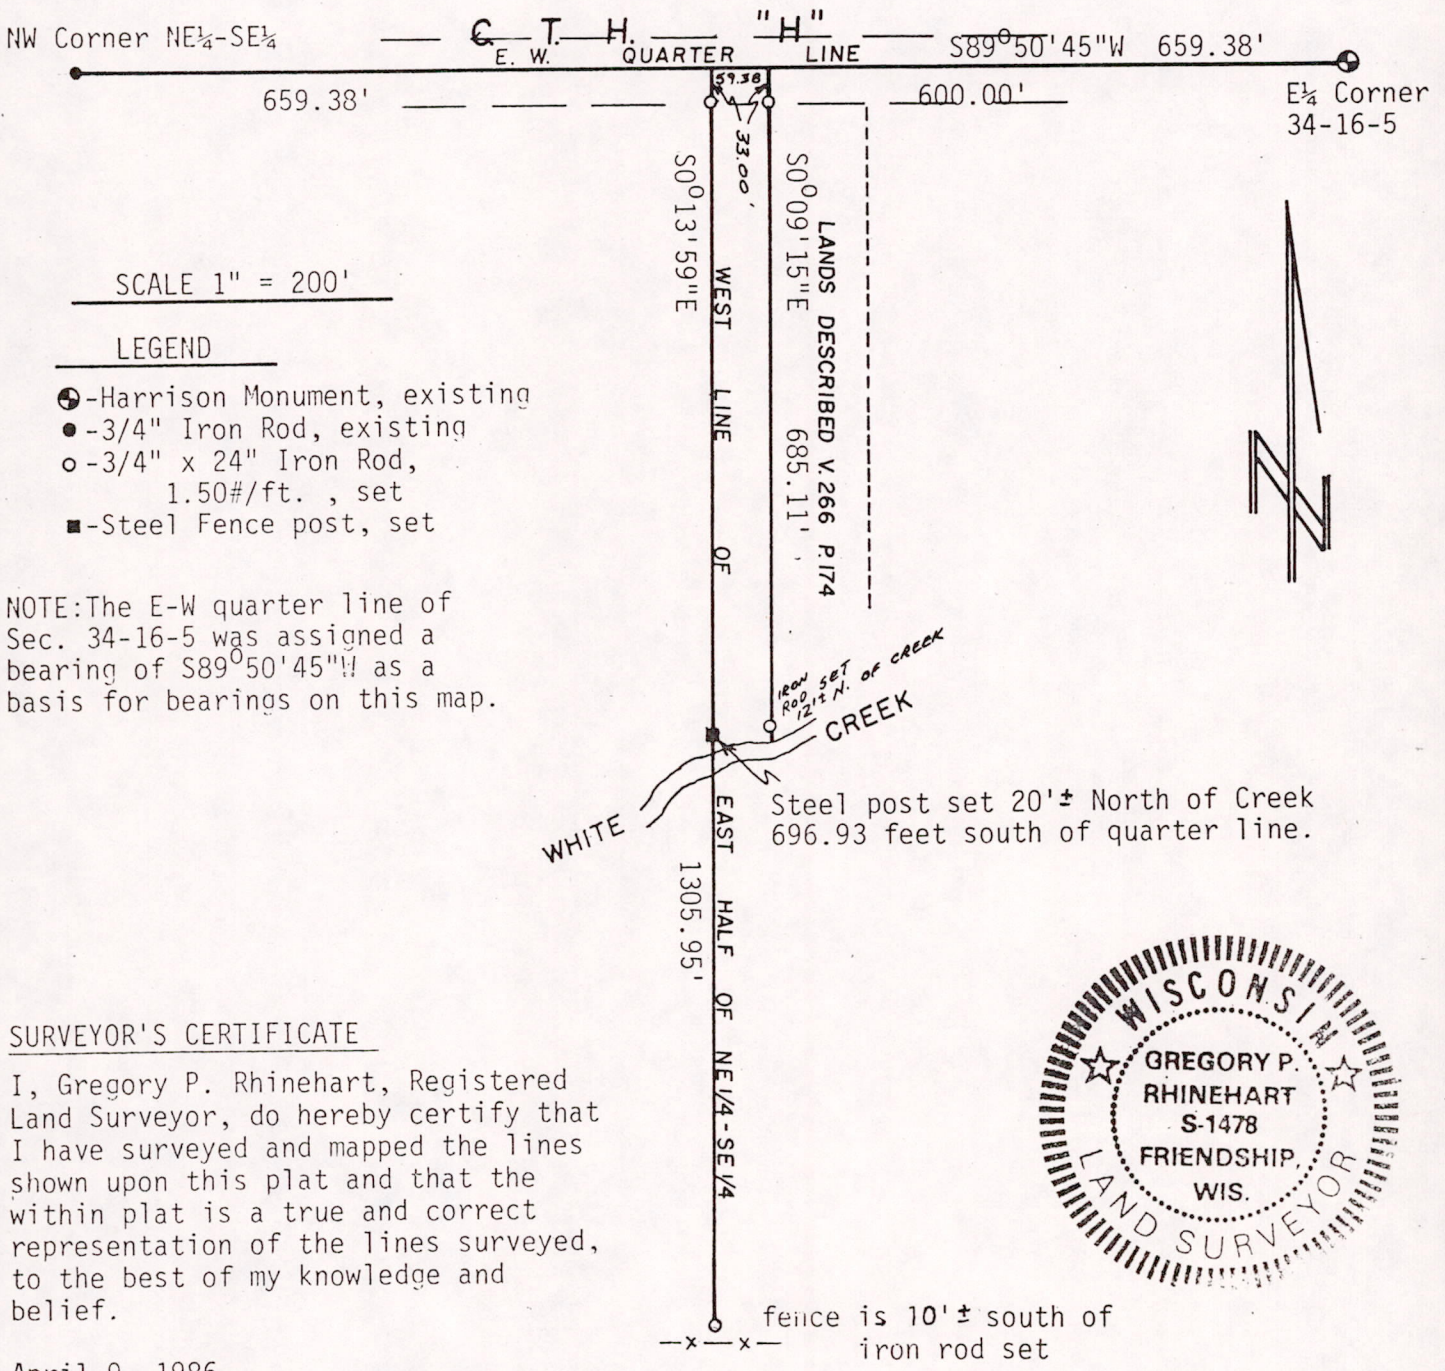 NW Corner NE¼-SE¼
C. T. H. "H"
E. W. QUARTER LINE
S89°50'45"W 659.38'
659.38'
59.38
600.00'
E¼ Corner
34-16-5
33.00'
S0°13'59"E
S0°09'15"E
685.11'
LANDS DESCRIBED V.266 P.174
WEST LINE OF EAST HALF OF NE 1/4 - SE 1/4
SCALE 1" = 200'
LEGEND
-Harrison Monument, existing
-3/4" Iron Rod, existing
-3/4" x 24" Iron Rod,
1.50#/ft. , set
-Steel Fence post, set
N
NOTE:The E-W quarter line of
Sec. 34-16-5 was assigned a
bearing of S89°50'45"W as a
basis for bearings on this map.
IRON
ROD SET
12'± N. OF CREEK
WHITE CREEK
Steel post set 20'± North of Creek
696.93 feet south of quarter line.
1305.95'
SURVEYOR'S CERTIFICATE
I, Gregory P. Rhinehart, Registered
Land Surveyor, do hereby certify that
I have surveyed and mapped the lines
shown upon this plat and that the
within plat is a true and correct
representation of the lines surveyed,
to the best of my knowledge and
belief.
WISCONSIN
GREGORY P.
RHINEHART
S-1478
FRIENDSHIP,
WIS.
LAND SURVEYOR
fence is 10'± south of
iron rod set
-x-x-
April 9, 1986